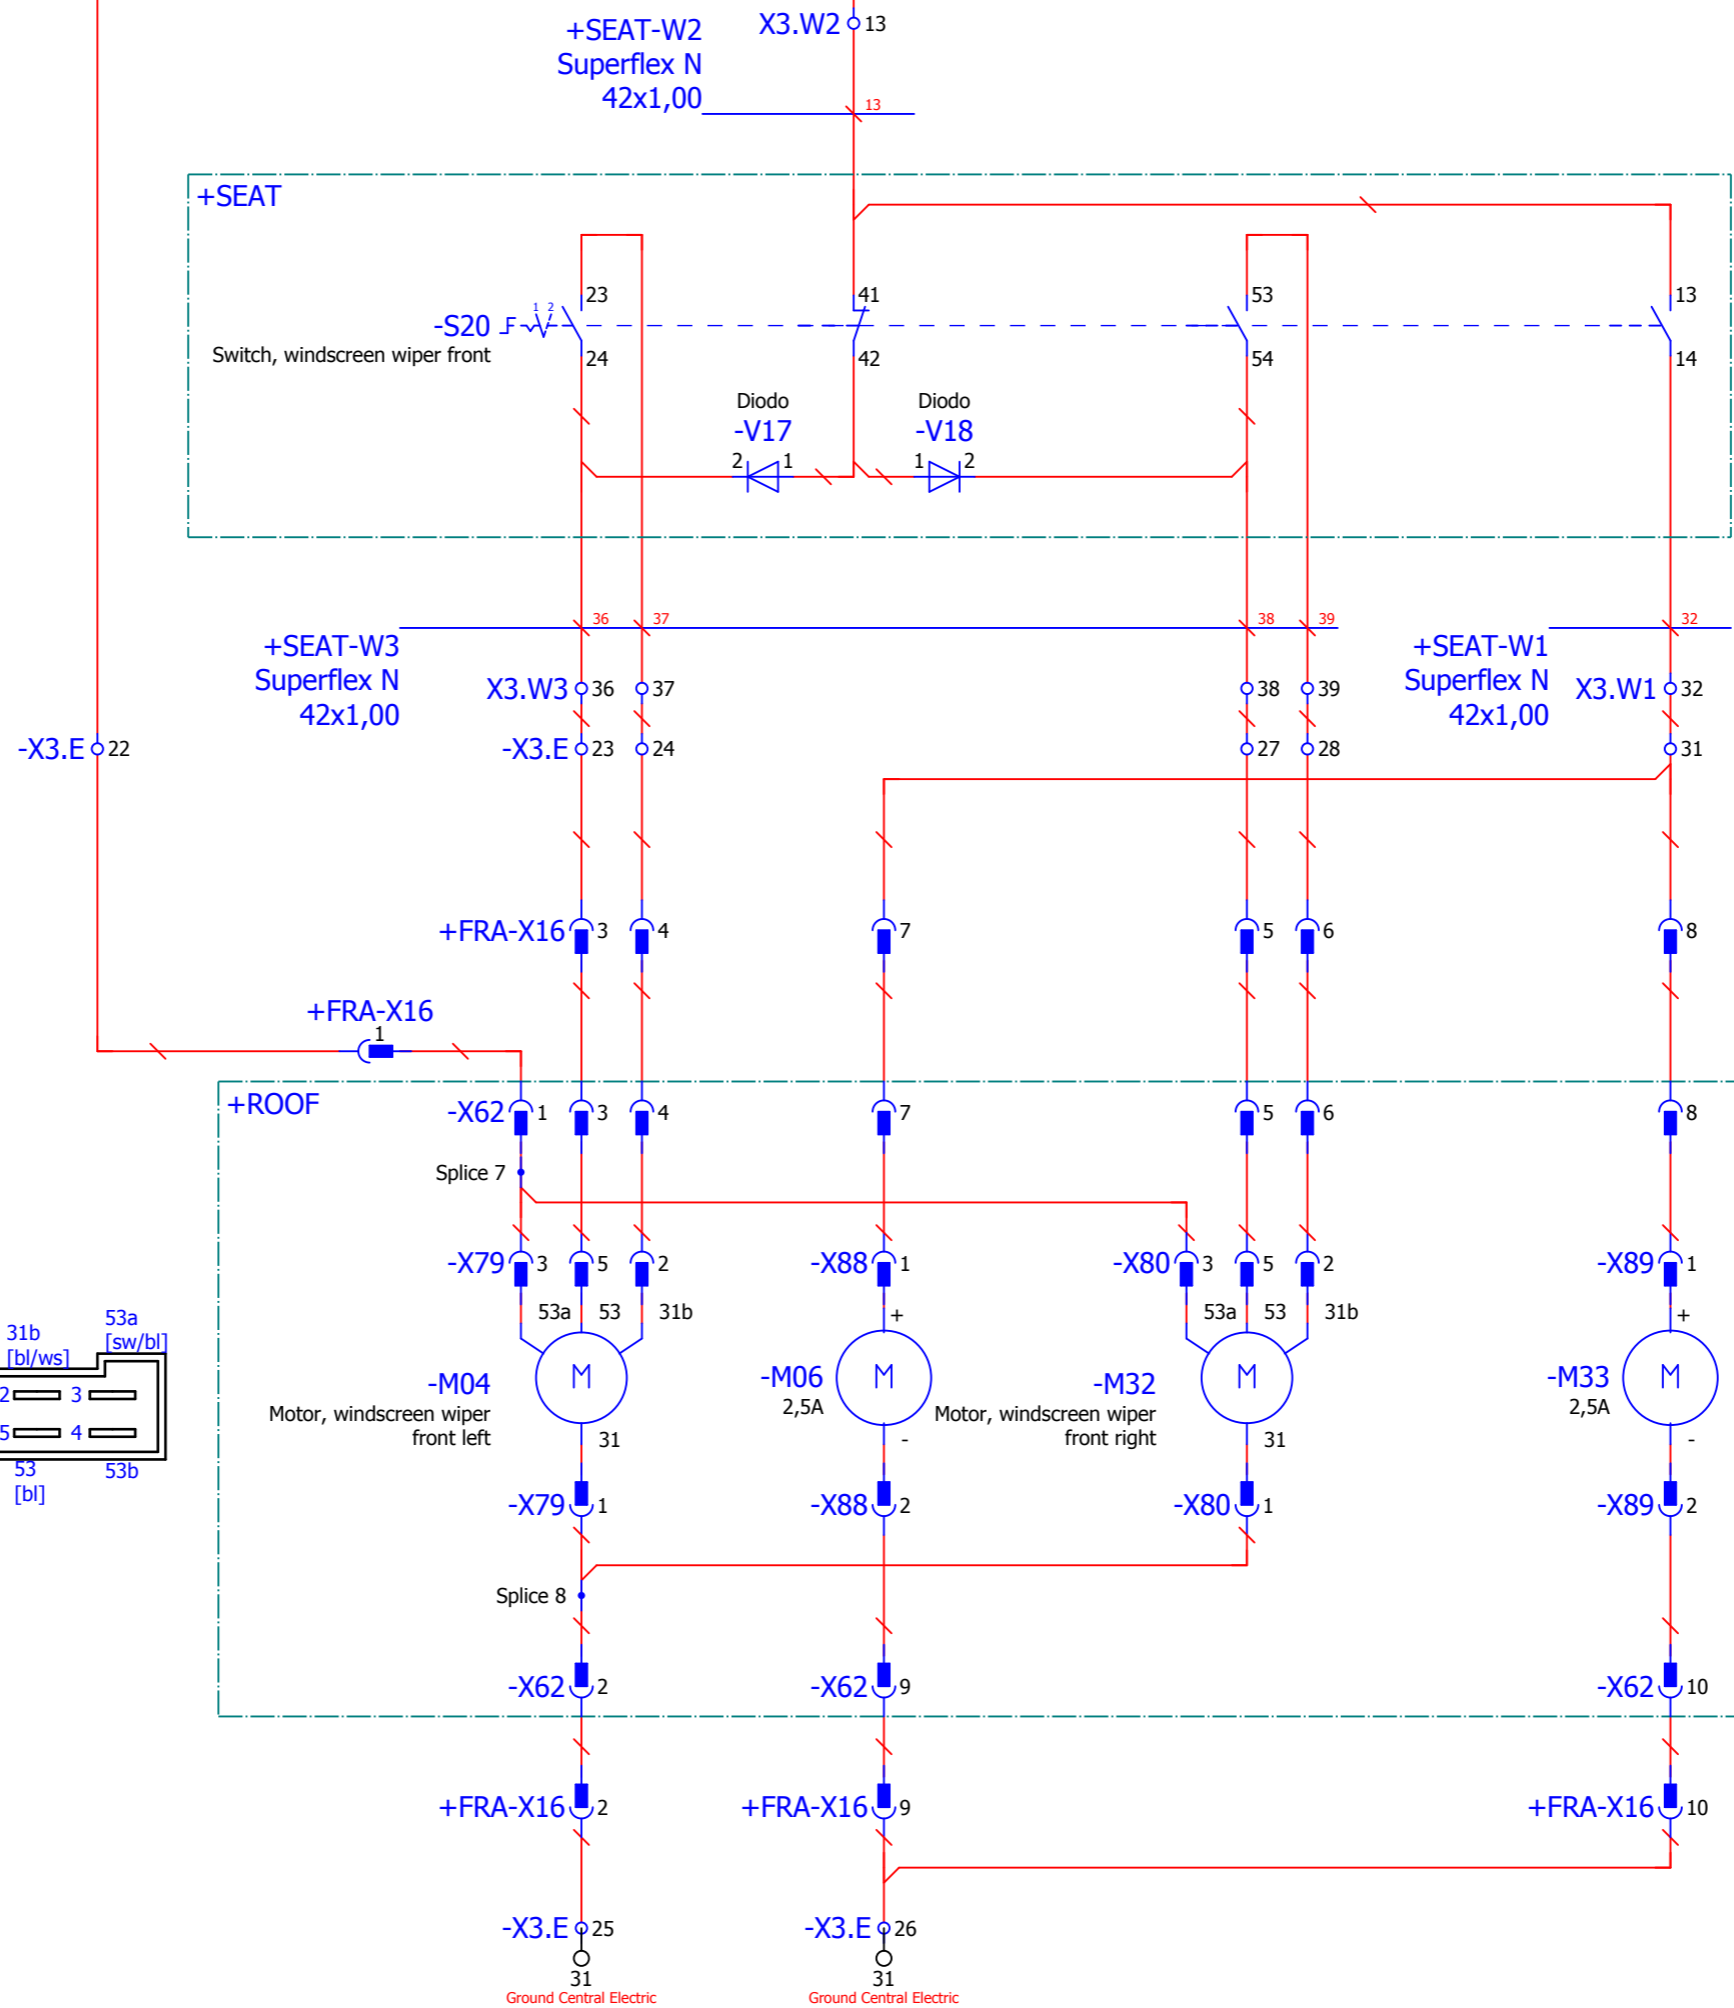 +SEAT-W2
Superflex N
42x1,00
X3.W2 13
13
+SEAT
23 41 53 13
1 2
-S20
Switch, windscreen wiper front
24 42 54 14
Diodo Diodo
-V17 -V18
2 1 1 2
36 37 38 39 32
+SEAT-W3
Superflex N
42x1,00
+SEAT-W1
Superflex N
42x1,00
X3.W3 36 37 38 39 X3.W1 32
-X3.E 22 -X3.E 23 24 27 28 31
+FRA-X16 3 4 7 5 6 8
+FRA-X16
1
+ROOF
-X62 1 3 4 7 5 6 8
Splice 7
-X79 3 5 2 -X88 1 -X80 3 5 2 -X89 1
53a 53 31b + 53a 53 31b +
31b
[bl/ws]
53a
[sw/bl]
2 3
5 4
53
[bl]
53b
M M M M
-M04
Motor, windscreen wiper
front left
-M06
2,5A
-M32
Motor, windscreen wiper
front right
-M33
2,5A
31 - 31 -
-X79 1 -X88 2 -X80 1 -X89 2
Splice 8
-X62 2 -X62 9 -X62 10
+FRA-X16 2 +FRA-X16 9 +FRA-X16 10
-X3.E 25 -X3.E 26
31 31
Ground Central Electric Ground Central Electric